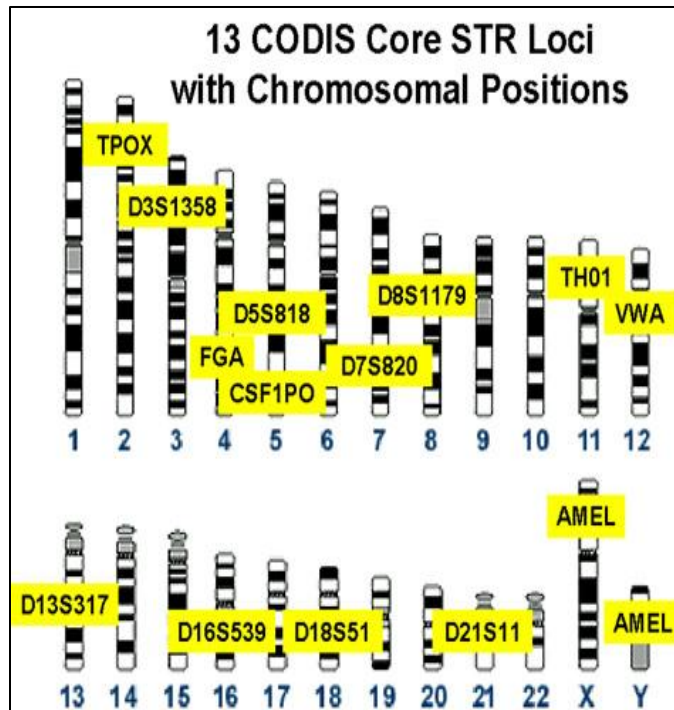 13 CODIS Core STR Loci
with Chromosomal Positions
TPOX
D3S1358
D8S1179
TH01
D5S818
VWA
FGA
D7S820
CSF1PO
1 2 3 4 5 6 7 8 9 10 11 12
AMEL
D13S317
D16S539
D18S51
D21S11
AMEL
13 14 15 16 17 18 19 20 21 22 X Y